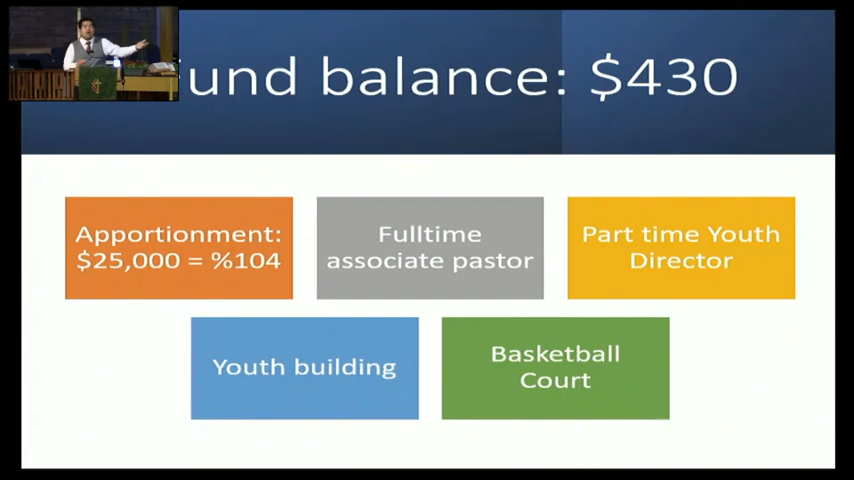 und balance: $430
Apportionment:
$25,000 = %104
Fulltime
associate pastor
Part time Youth
Director
Youth building
Basketball
Court